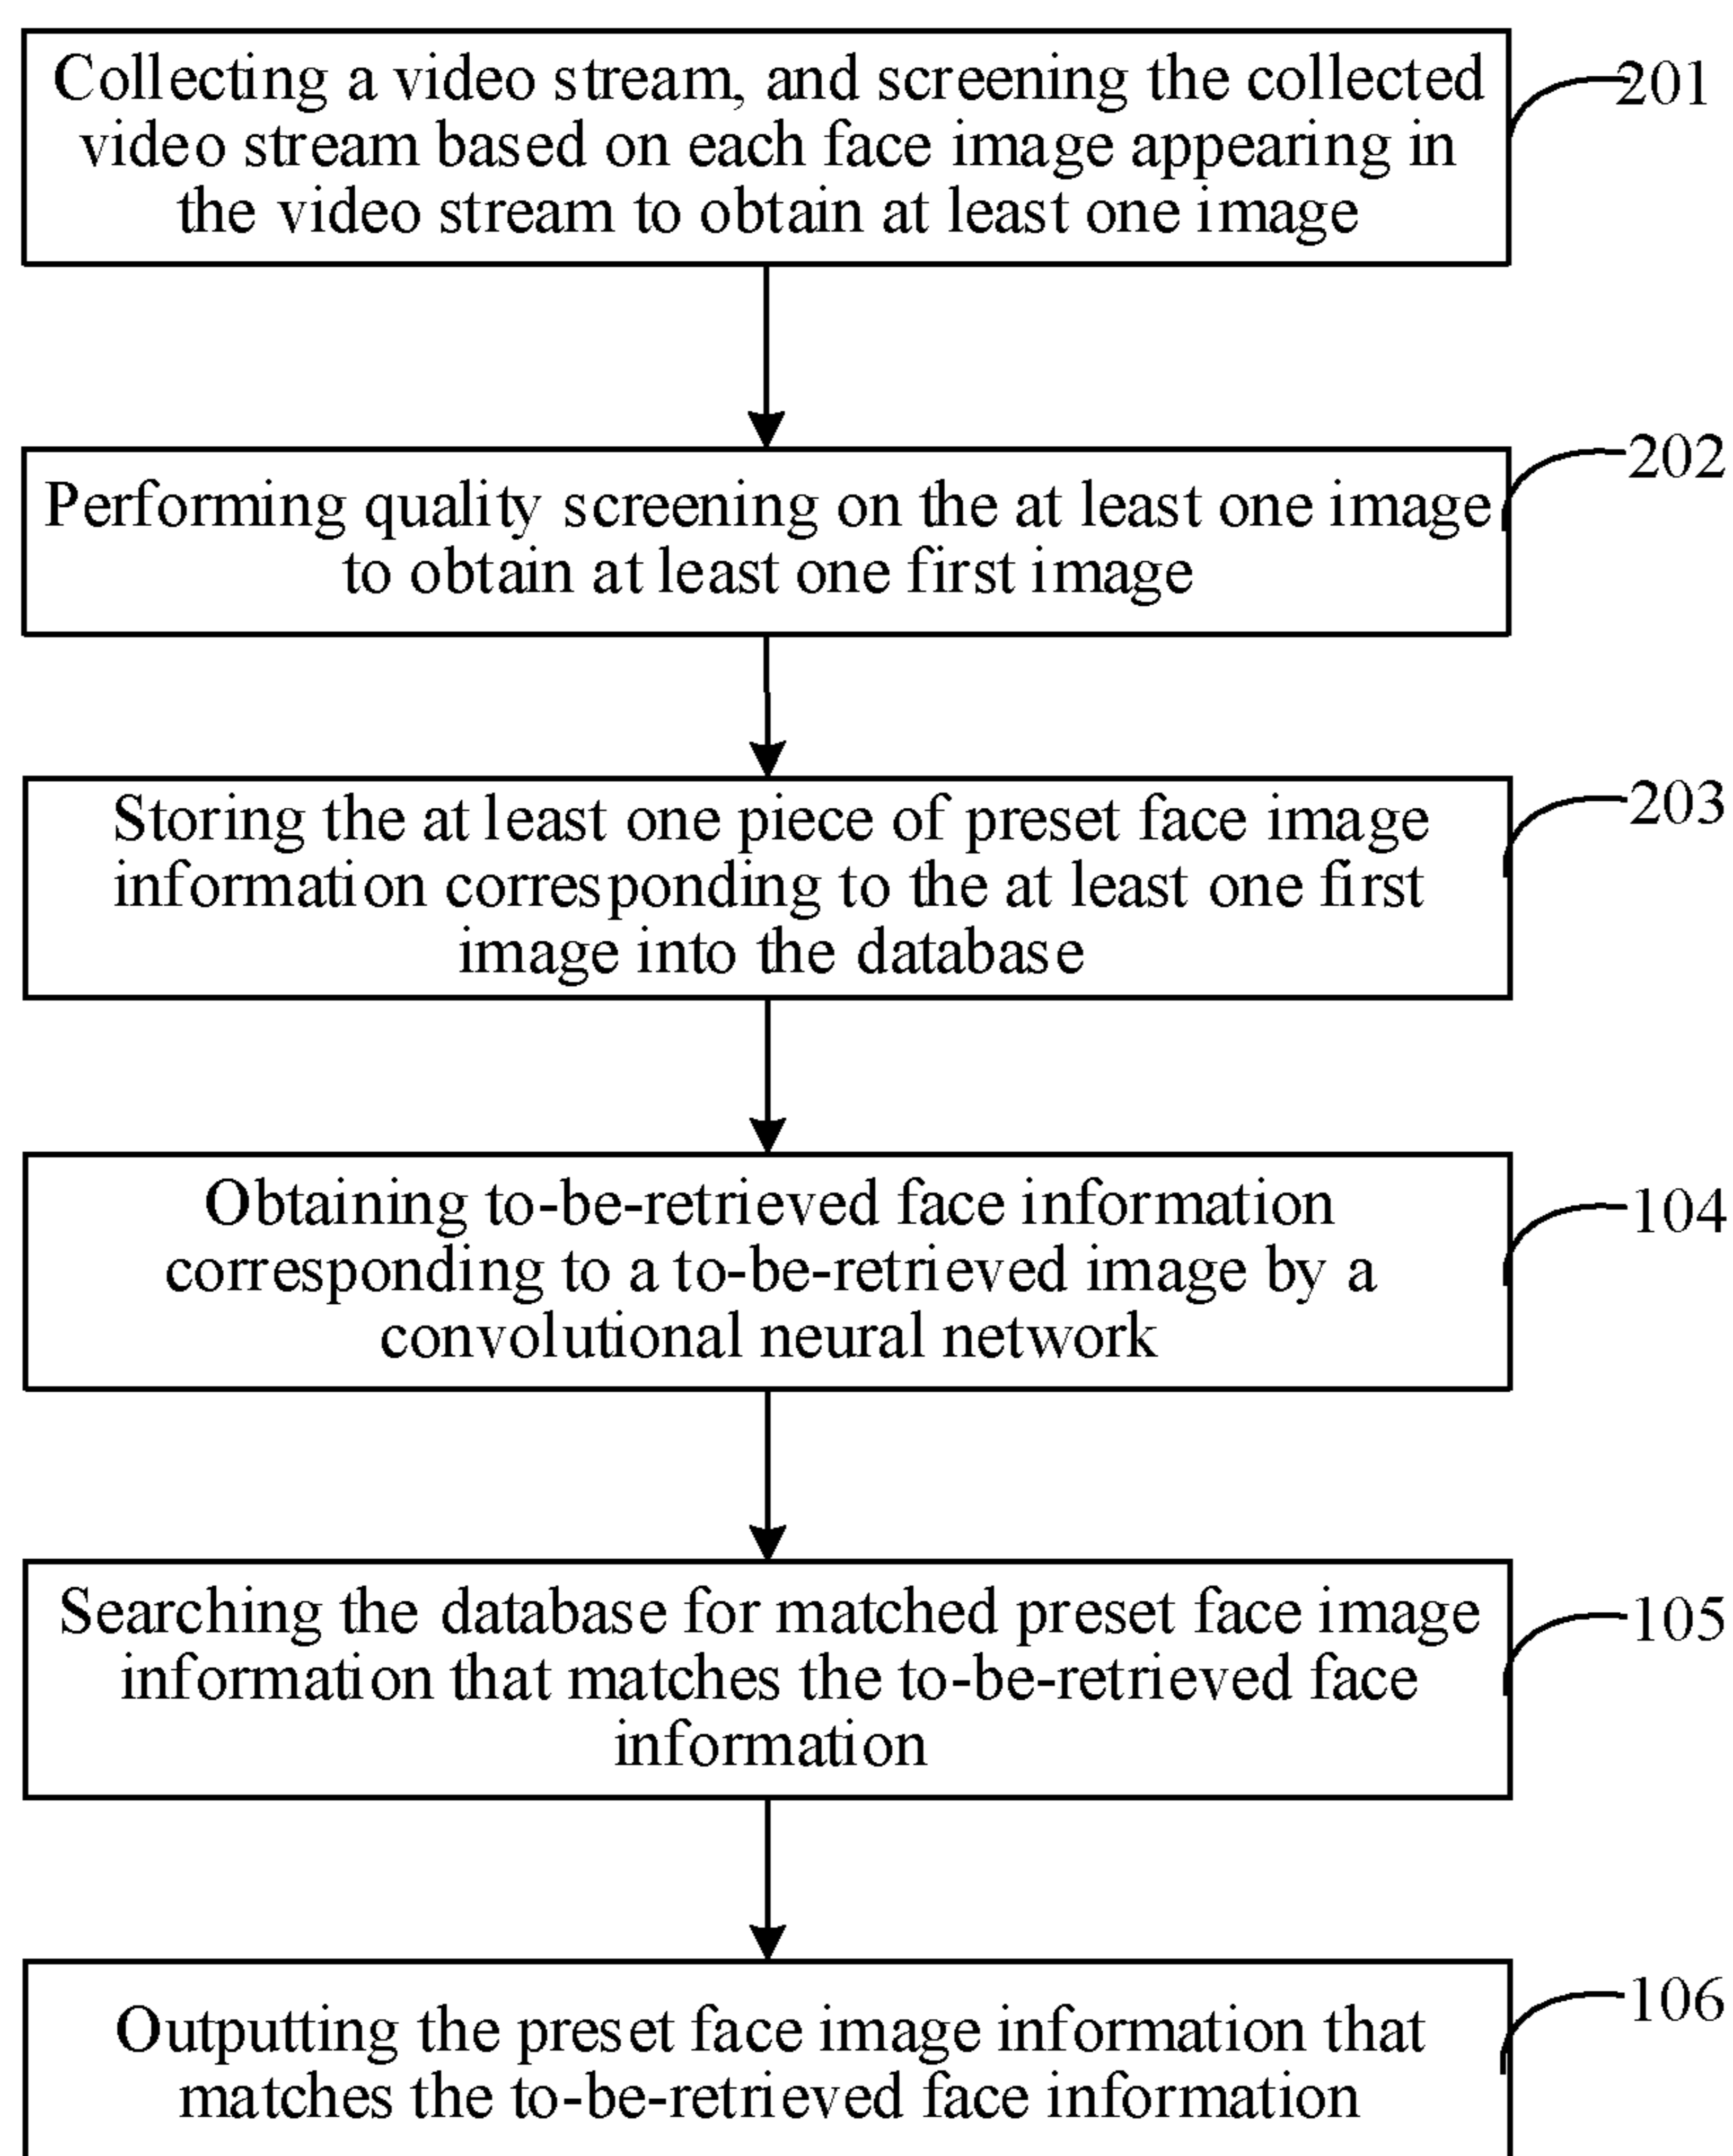 Collecting a video stream, and screening the collected
video stream based on each face image appearing in
the video stream to obtain at least one image
201
Performing quality screening on the at least one image
to obtain at least one first image
202
Storing the at least one piece of preset face image
information corresponding to the at least one first
image into the database
203
Obtaining to-be-retrieved face information
corresponding to a to-be-retrieved image by a
convolutional neural network
104
Searching the database for matched preset face image
information that matches the to-be-retrieved face
information
105
Outputting the preset face image information that
matches the to-be-retrieved face information
106